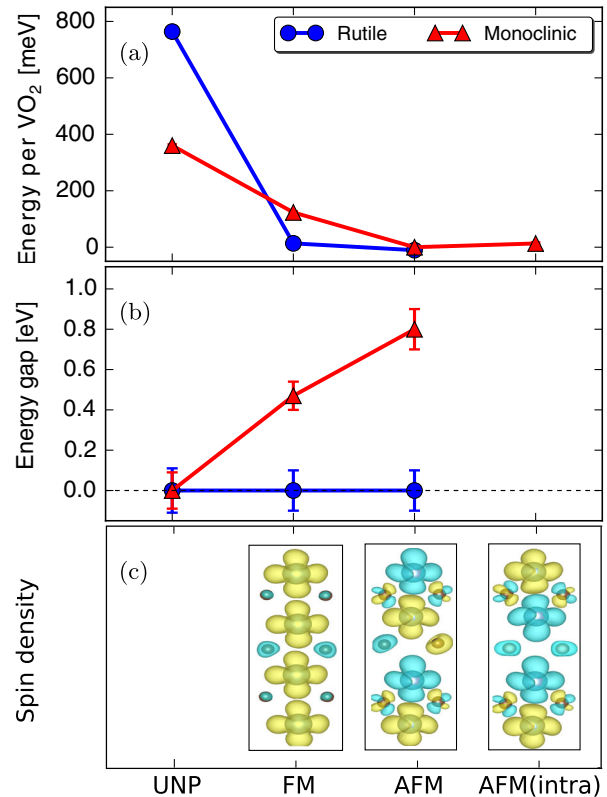 800
600
400
200
0
Energy per VO₂ [meV]
(a)
Rutile
Monoclinic
1.0
0.8
0.6
0.4
0.2
0.0
Energy gap [eV]
(b)
Spin density
(c)
UNP
FM
AFM
AFM(intra)